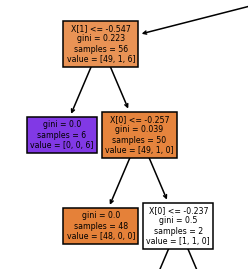 X[1] <= -0.547
gini = 0.223
samples = 56
value = [49, 1, 6]
gini = 0.0
samples = 6
value = [0, 0, 6]
X[0] <= -0.257
gini = 0.039
samples = 50
value = [49, 1, 0]
gini = 0.0
samples = 48
value = [48, 0, 0]
X[0] <= -0.237
gini = 0.5
samples = 2
value = [1, 1, 0]